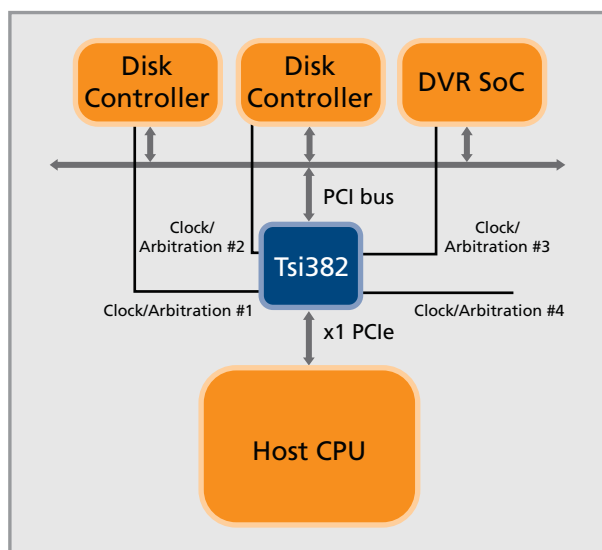 Disk
Controller
Disk
Controller
DVR SoC
PCI bus
Clock/
Arbitration #2
Clock/
Arbitration #3
Tsi382
Clock/Arbitration #1
Clock/Arbitration #4
x1 PCIe
Host CPU